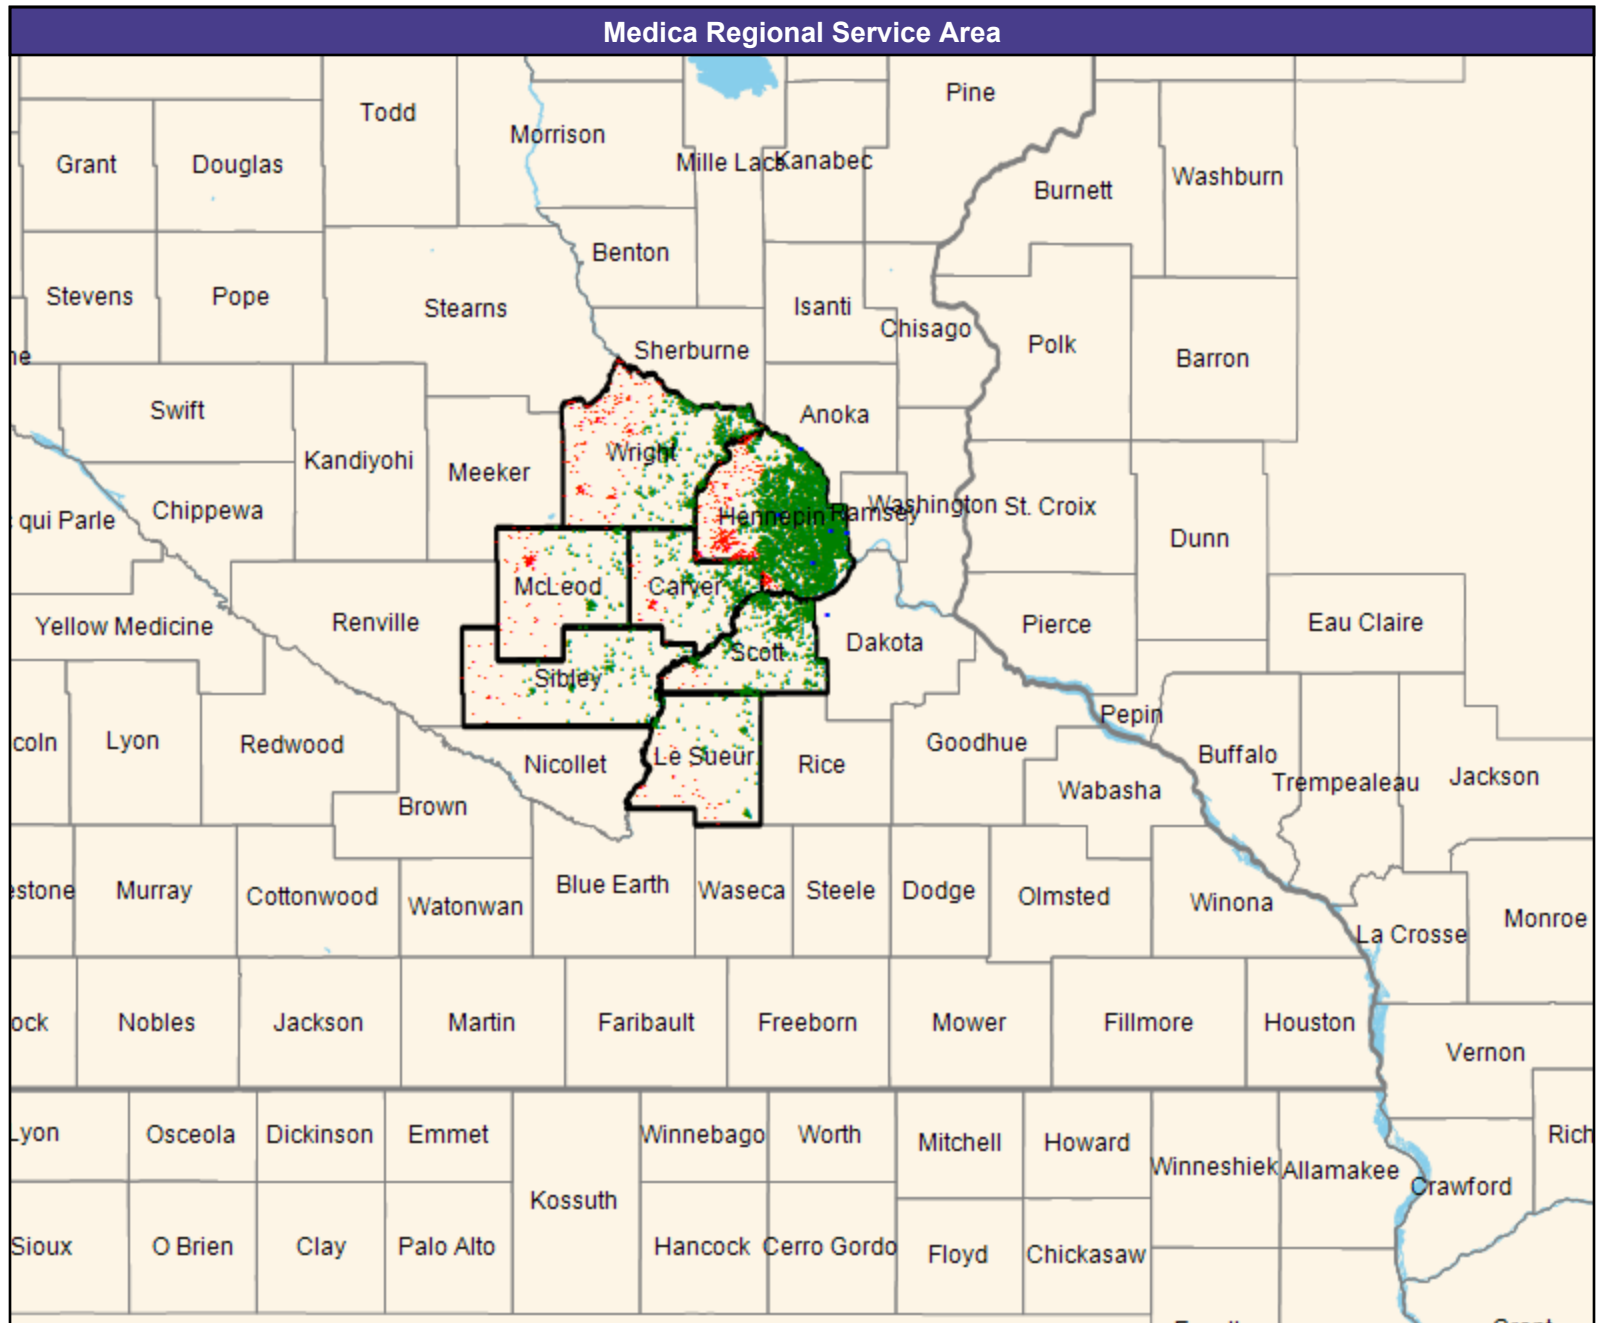 Medica Regional Service Area
Pine
Todd
Morrison
Mille Lacs
Kanabec
Grant
Douglas
Washburn
Burnett
Benton
Stevens
Pope
Stearns
Isanti
Chisago
Sherburne
Polk
Barron
ne
Swift
Anoka
Wright
Kandiyohi
Meeker
Chippewa
qui Parle
Hennepin
Ramsey
Washington
St. Croix
Dunn
McLeod
Carver
Renville
Yellow Medicine
Pierce
Eau Claire
Dakota
Scott
Sibley
Pepin
coln
Lyon
Redwood
Nicollet
Le Sueur
Rice
Goodhue
Buffalo
Trempealeau
Jackson
Wabasha
Brown
estone
Murray
Cottonwood
Watonwan
Blue Earth
Waseca
Steele
Dodge
Olmsted
Winona
La Crosse
Monroe
ock
Nobles
Jackson
Martin
Faribault
Freeborn
Mower
Fillmore
Houston
Vernon
Lyon
Osceola
Dickinson
Emmet
Winnebago
Worth
Mitchell
Howard
Winneshiek
Allamakee
Crawford
Rich
Kossuth
Sioux
O Brien
Clay
Palo Alto
Hancock
Cerro Gordo
Floyd
Chickasaw